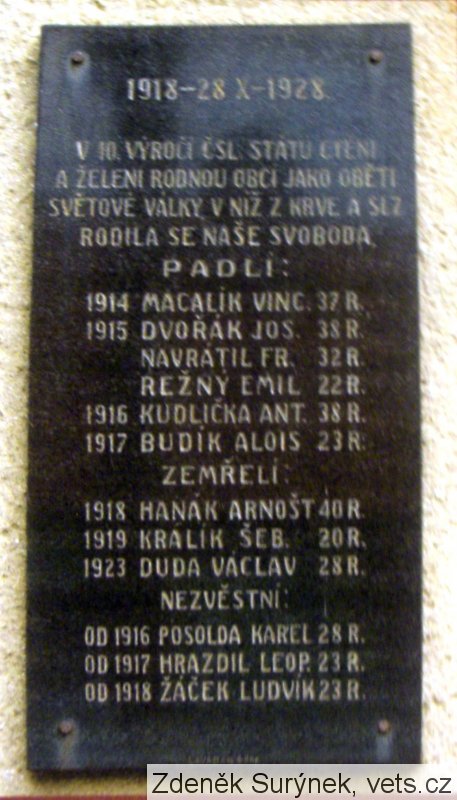 1918-28 X-1928.
V 10. VÝROČÍ ČSL. STÁTU CTĚNI
A ŽELENI RODNOU OBCÍ JAKO OBĚTI
SVĚTOVÉ VÁLKY, V NÍŽ Z KRVE A SLZ
RODILA SE NAŠE SVOBODA.
PADLÍ:
1914 MACALÍK VINC. 37 R.
1915 DVOŘÁK JOS. 38 R.
NAVRÁTIL FR. 32 R.
REŽNÝ EMIL 22 R.
1916 KUDLIČKA ANT. 38 R.
1917 BUDÍK ALOIS 23 R.
ZEMŘELÍ:
1918 HANÁK ARNOŠT 40 R
1919 KRÁLÍK ŠEB. 20 R.
1923 DUDA VÁCLAV 28 R.
NEZVĚSTNÍ:
OD 1916 POSOLDA KAREL 28 R.
OD 1917 HRAZDIL LEOP. 23 R.
OD 1918 ŽÁČEK LUDVÍK 23 R.
Zdeněk Surýnek, vets.cz